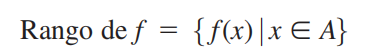 Rango de f = {f(x)|x ∈ A}